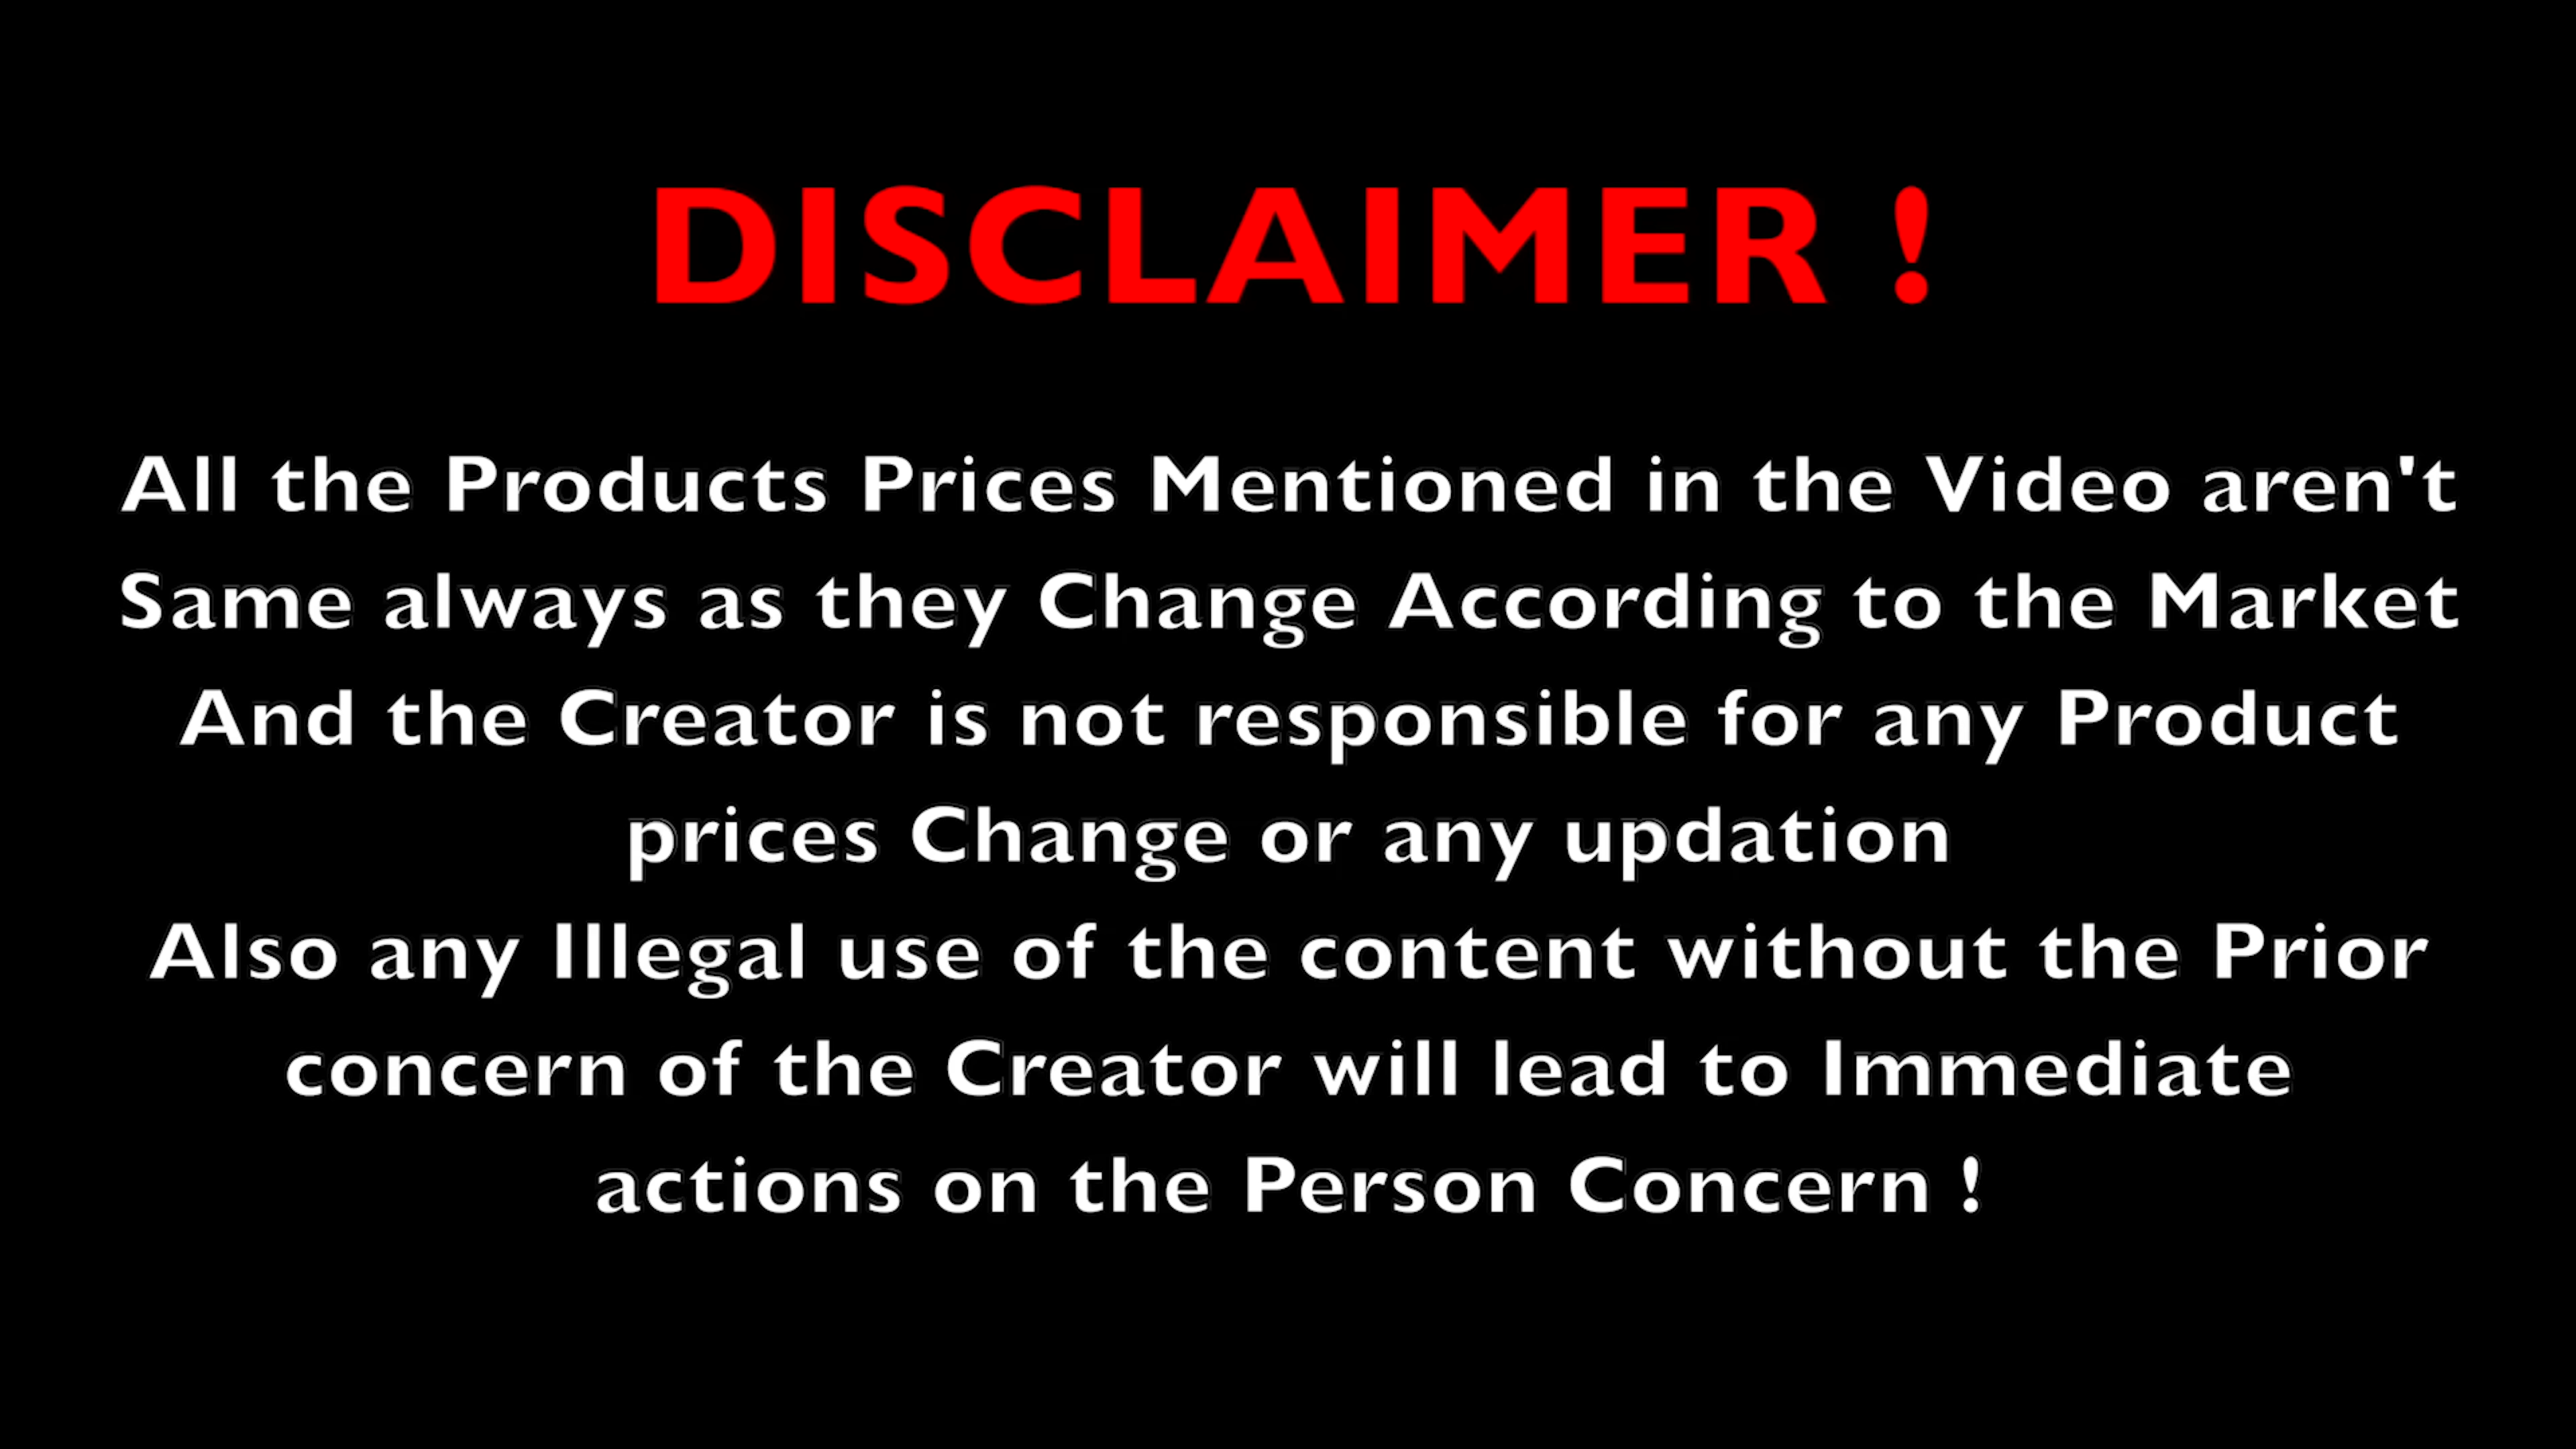 DISCLAIMER !
All the Products Prices Mentioned in the Video aren't
Same always as they Change According to the Market
And the Creator is not responsible for any Product
prices Change or any updation
Also any Illegal use of the content without the Prior
concern of the Creator will lead to Immediate
actions on the Person Concern !